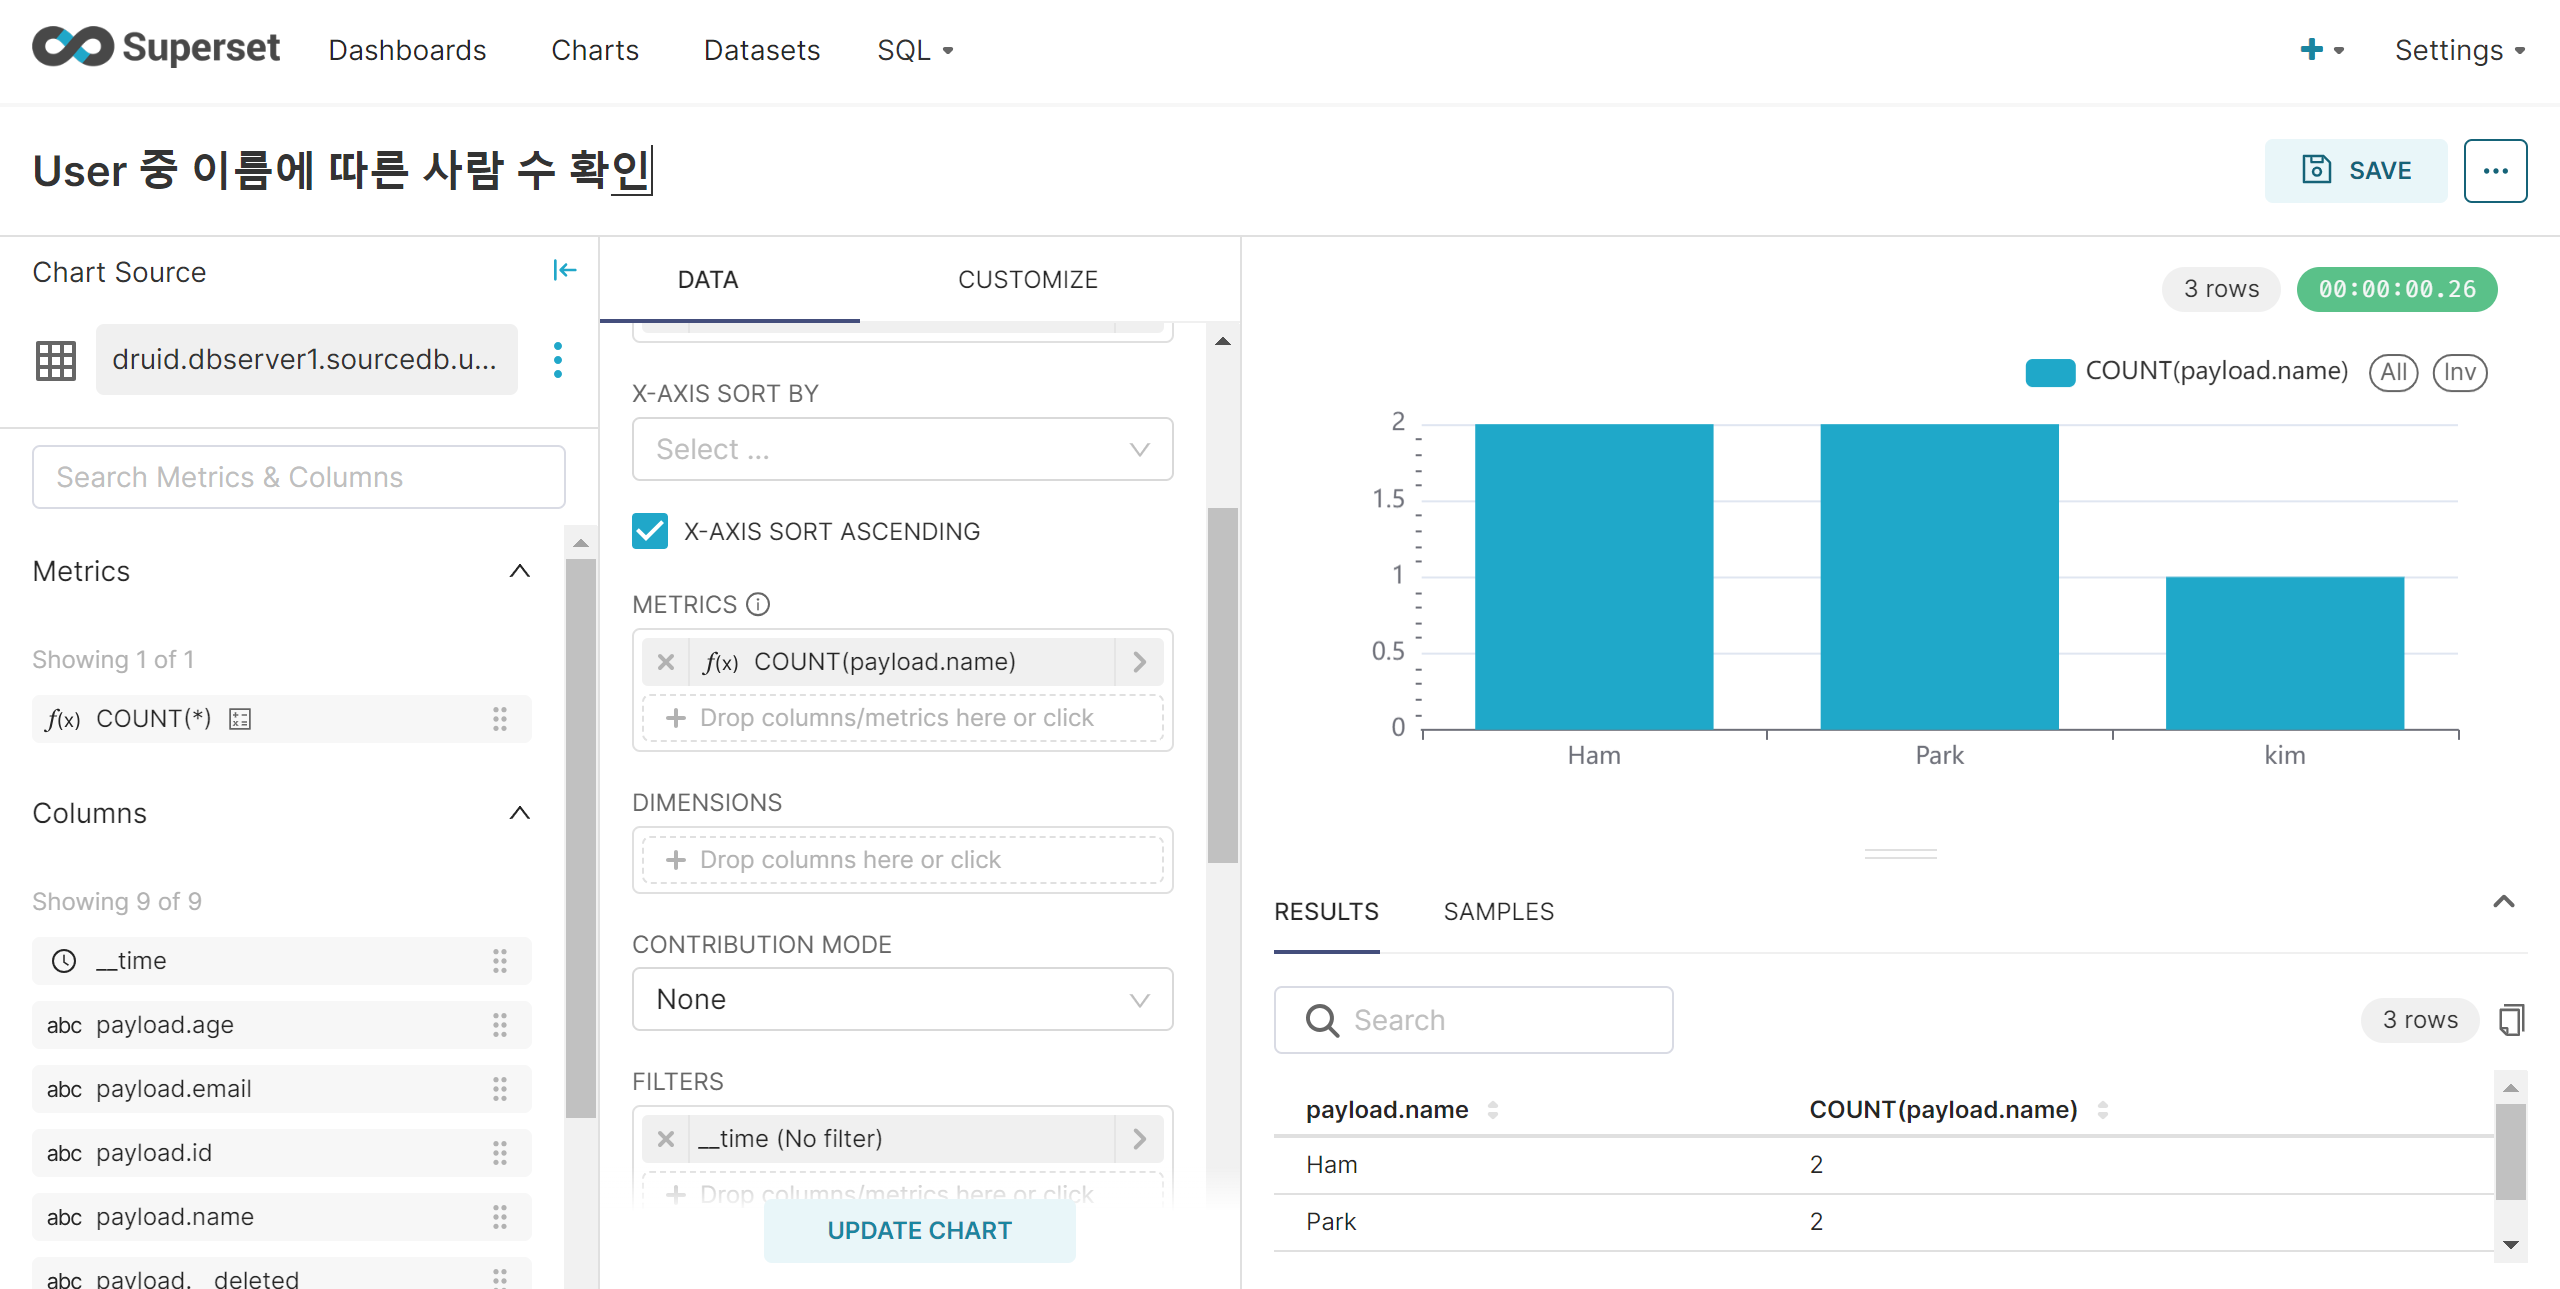 Superset Dashboards Charts Datasets SQL + Settings
User 중 이름에 따른 사람 수 확인
SAVE ...
Chart Source
druid.dbserver1.sourcedb.u...
Search Metrics & Columns
Metrics
Showing 1 of 1
f(x) COUNT(*)
Columns
Showing 9 of 9
__time
abc payload.age
abc payload.email
abc payload.id
abc payload.name
abc payload.__deleted
DATA CUSTOMIZE
X-AXIS SORT BY
Select ...
X-AXIS SORT ASCENDING
METRICS
f(x) COUNT(payload.name)
+ Drop columns/metrics here or click
DIMENSIONS
+ Drop columns here or click
CONTRIBUTION MODE
None
FILTERS
__time (No filter)
+ Drop columns/metrics here or click
UPDATE CHART
3 rows 00:00:00.26
COUNT(payload.name) All Inv
2
1.5
1
0.5
0
Ham Park kim
RESULTS SAMPLES
Search
3 rows
payload.name COUNT(payload.name)
Ham 2
Park 2